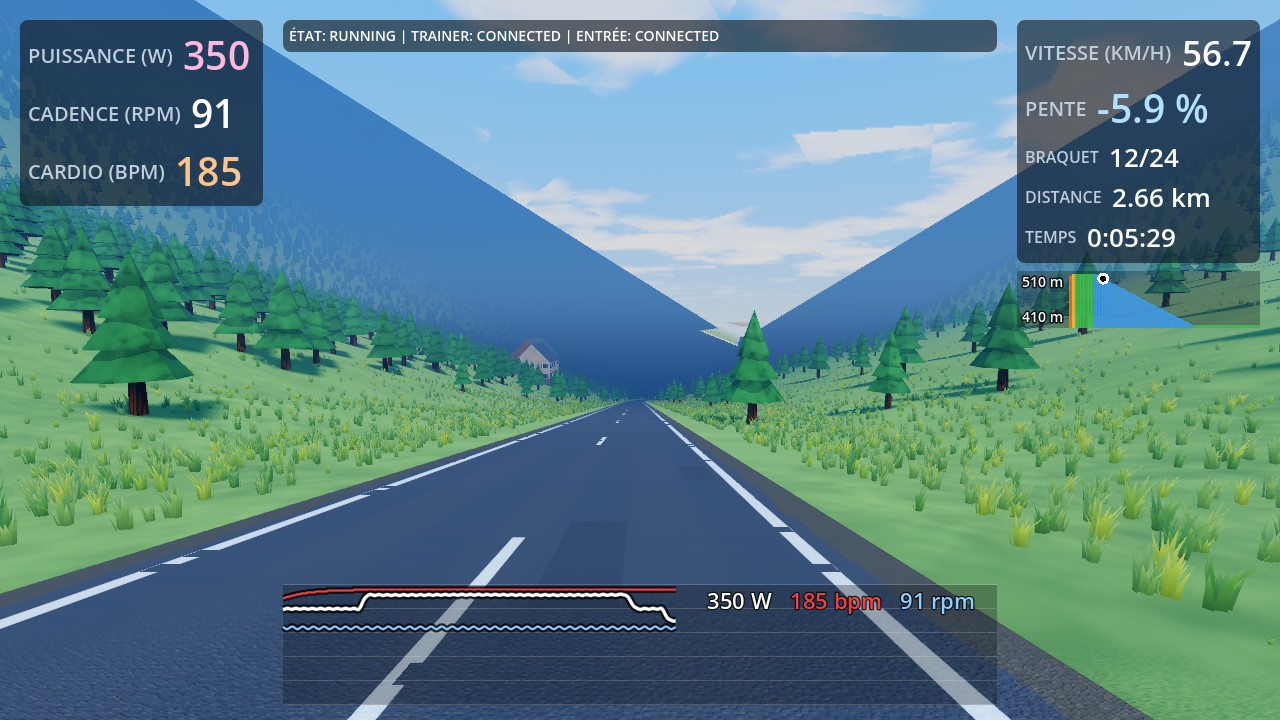 PUISSANCE (W) 350
CADENCE (RPM) 91
CARDIO (BPM) 185
ÉTAT: RUNNING | TRAINER: CONNECTED | ENTRÉE: CONNECTED
VITESSE (KM/H) 56.7
PENTE -5.9 %
BRAQUET 12/24
DISTANCE 2.66 km
TEMPS 0:05:29
510 m
410 m
350 W 185 bpm 91 rpm